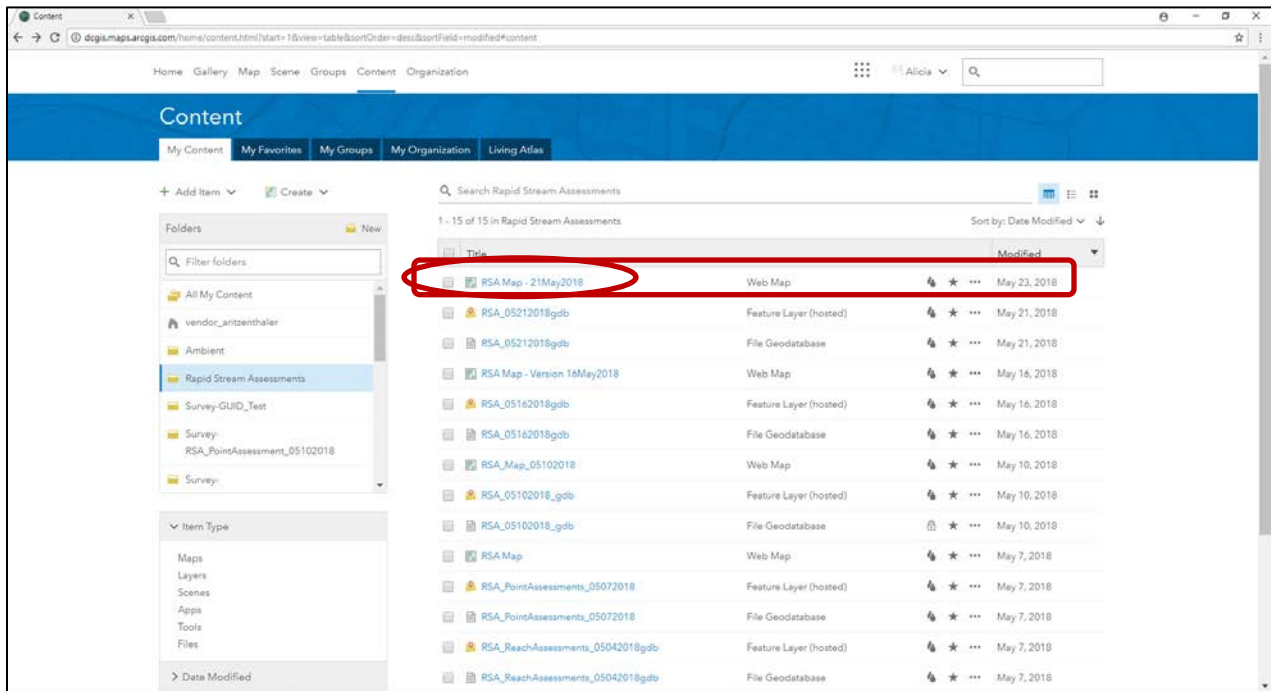 Content
dcgis.maps.arcgis.com/home/content.html?start=1&view=table&sortOrder=desc&sortField=modified#content
Home Gallery Map Scene Groups Content Organization Alicia
Content
My Content My Favorites My Groups My Organization Living Atlas
Add Item Create Search Rapid Stream Assessments
1 - 15 of 15 in Rapid Stream Assessments Sort by: Date Modified
Folders New
Title Modified
Filter folders
RSA Map - 21May2018 Web Map May 23, 2018
All My Content
RSA_05212018gdb Feature Layer (hosted) May 21, 2018
vendor_aritzenthaler
RSA_05212018gdb File Geodatabase May 21, 2018
Ambient
Rapid Stream Assessments RSA Map - Version 16May2018 Web Map May 16, 2018
Survey-GUID_Test RSA_05162018gdb Feature Layer (hosted) May 16, 2018
Survey- RSA_05162018gdb File Geodatabase May 16, 2018
RSA_PointAssessment_05102018
RSA_Map_05102018 Web Map May 10, 2018
Survey-
RSA_05102018_gdb Feature Layer (hosted) May 10, 2018
Item Type RSA_05102018_gdb File Geodatabase May 10, 2018
Maps RSA Map Web Map May 7, 2018
Layers
Scenes RSA_PointAssessments_05072018 Feature Layer (hosted) May 7, 2018
Apps
Tools RSA_PointAssessments_05072018 File Geodatabase May 7, 2018
Files RSA_ReachAssessments_05042018gdb Feature Layer (hosted) May 7, 2018
Date Modified RSA_ReachAssessments_05042018gdb File Geodatabase May 7, 2018